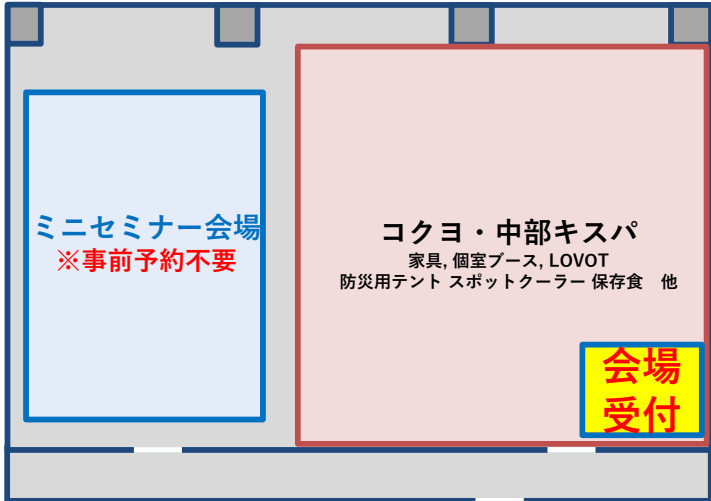 ミニセミナー会場
※事前予約不要
コクヨ・中部キスパ
家具, 個室ブース, LOVOT
防災用テント スポットクーラー 保存食　他
会場
受付